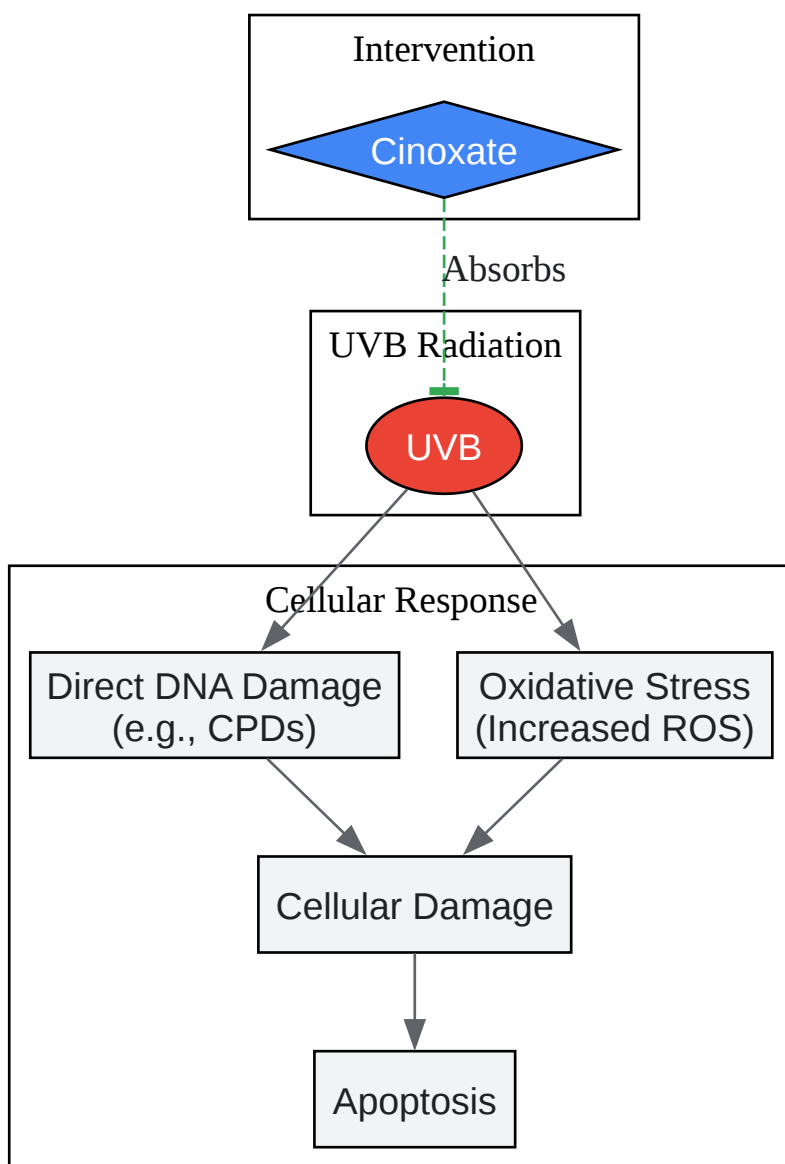 Intervention
Cinoxate
Absorbs
UVB Radiation
UVB
Cellular Response
Direct DNA Damage
(e.g., CPDs)
Oxidative Stress
(Increased ROS)
Cellular Damage
Apoptosis